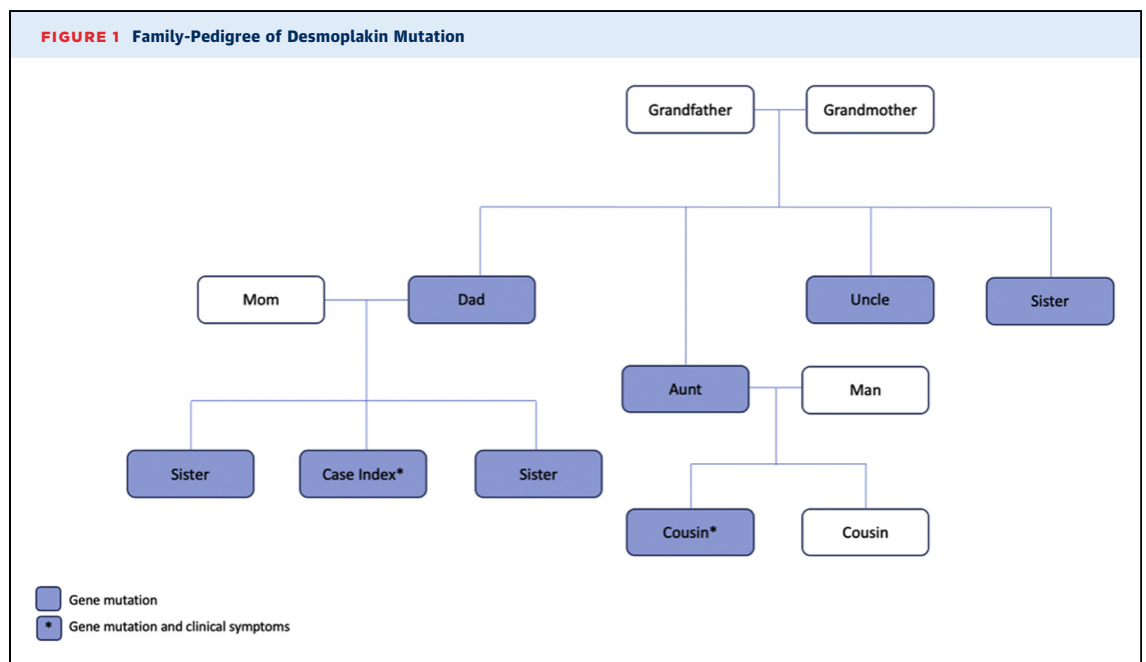 FIGURE 1 Family-Pedigree of Desmoplakin Mutation
Grandfather Grandmother
Mom Dad Uncle Sister
Aunt Man
Sister Case Index* Sister
Cousin* Cousin
Gene mutation
* Gene mutation and clinical symptoms